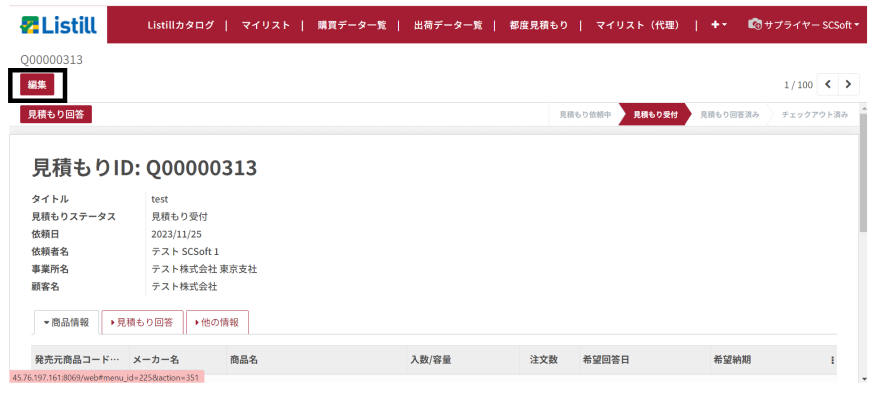 Listill Listillカタログ | マイリスト | 購買データ一覧 | 出荷データ一覧 | 都度見積もり | マイリスト（代理） | + サプライヤー SCSoft
Q00000313
編集 1 / 100
見積もり回答 見積もり依頼中 見積もり受付 見積もり回答済み チェックアウト済み
見積もりID: Q00000313
タイトル test
見積もりステータス 見積もり受付
依頼日 2023/11/25
依頼者名 テスト SCSoft 1
事業所名 テスト株式会社 東京支社
顧客名 テスト株式会社
商品情報 見積もり回答 他の情報
発売元商品コード… メーカー名 商品名 入数/容量 注文数 希望回答日 希望納期
45.76.197.161:8069/web#menu_id=225&action=351